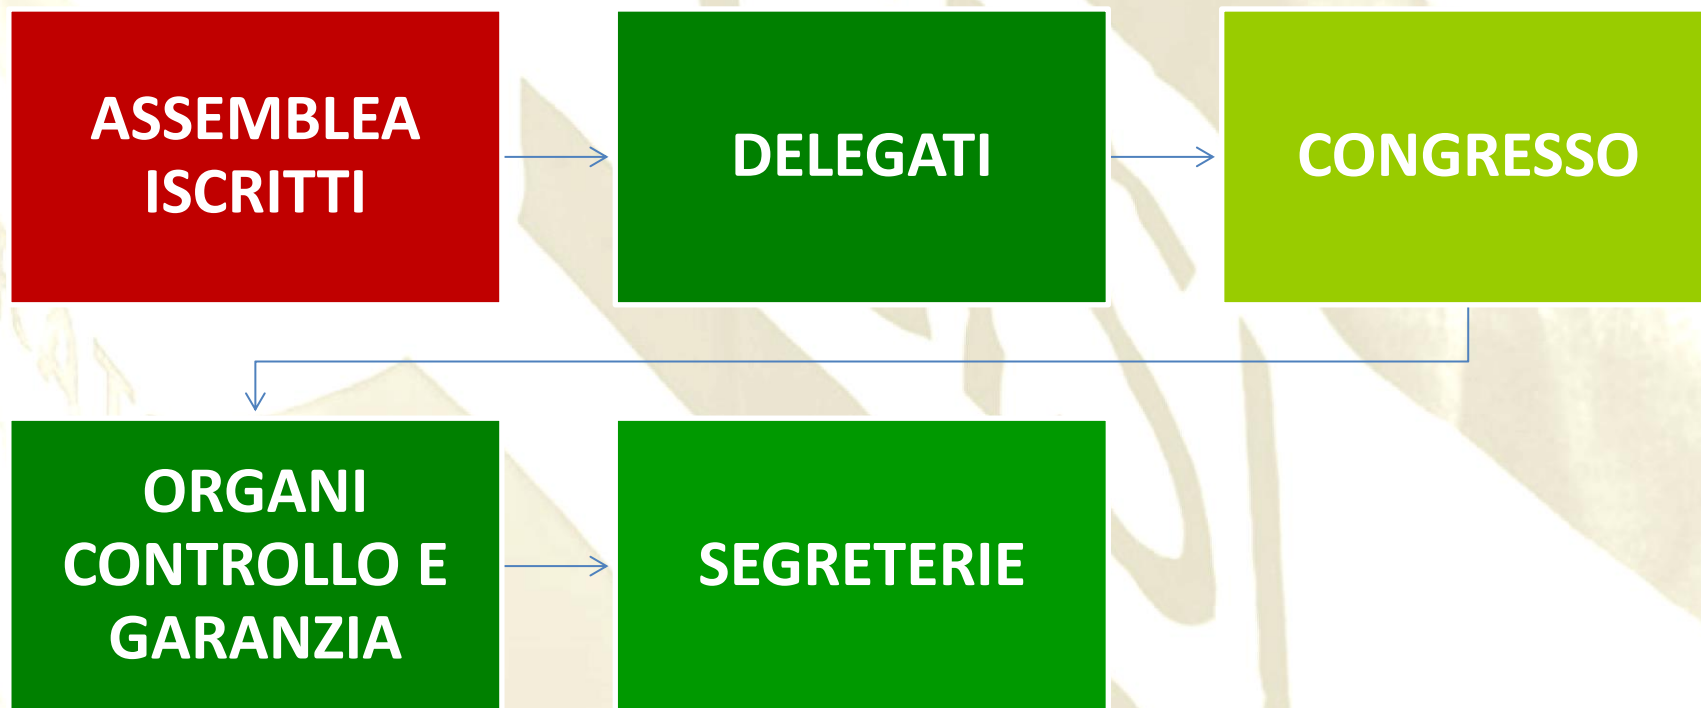 ASSEMBLEA
ISCRITTI
DELEGATI
CONGRESSO
ORGANI
CONTROLLO E
GARANZIA
SEGRETERIE